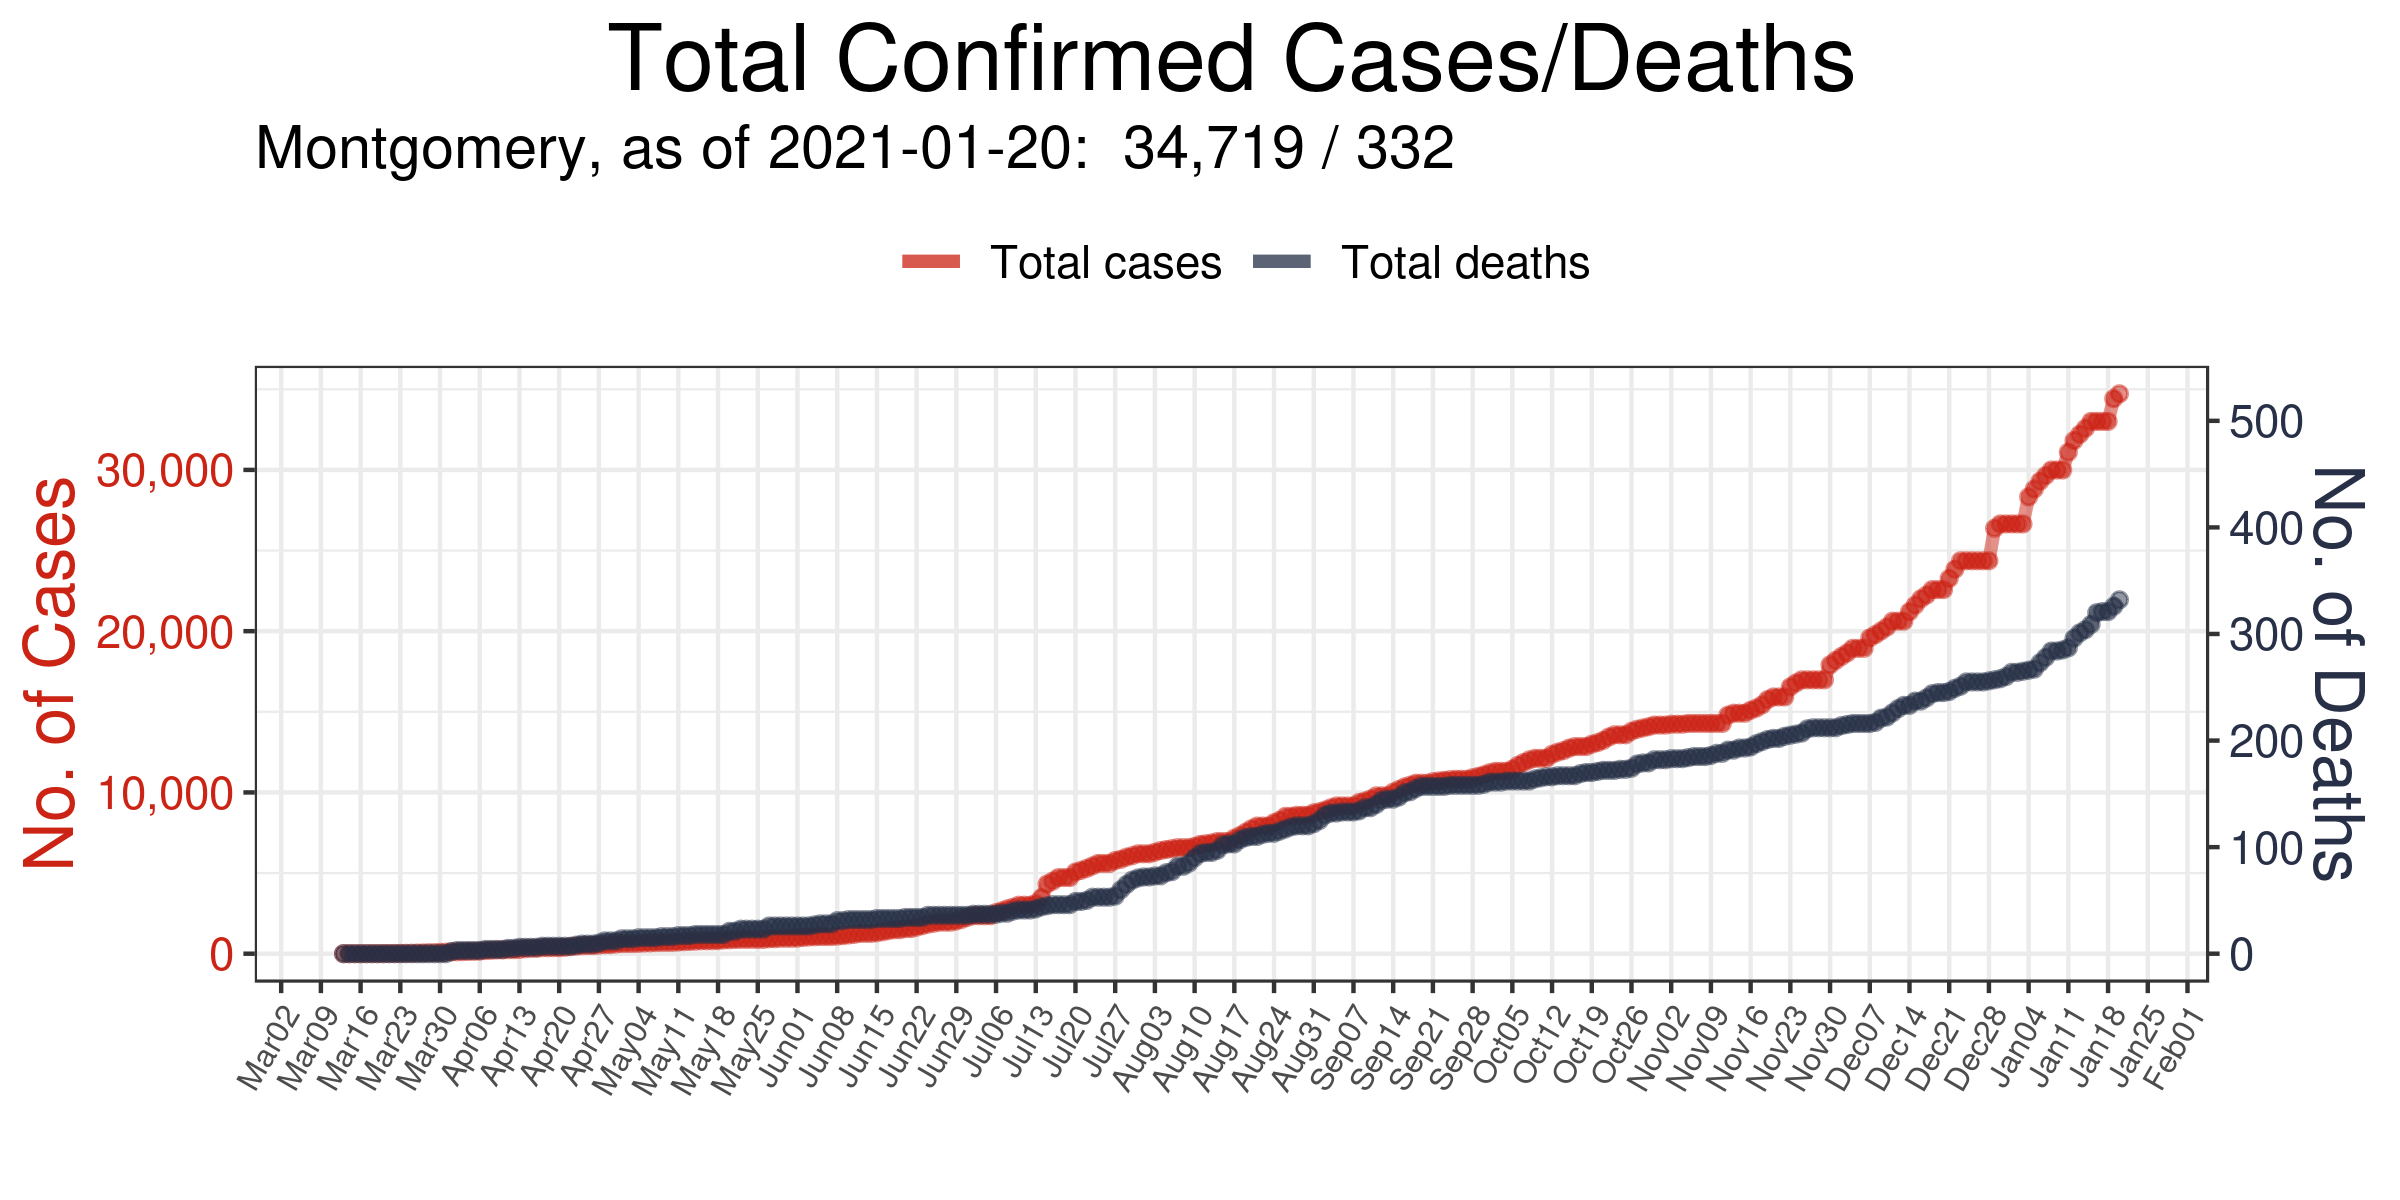 Total Confirmed Cases/Deaths
Montgomery, as of 2021-01-20:  34,719 / 332
Total cases
Total deaths
No. of Cases
30,000
20,000
10,000
0
500
400
300
200
100
0
No. of Deaths
Mar02
Mar09
Mar16
Mar23
Mar30
Apr06
Apr13
Apr20
Apr27
May04
May11
May18
May25
Jun01
Jun08
Jun15
Jun22
Jun29
Jul06
Jul13
Jul20
Jul27
Aug03
Aug10
Aug17
Aug24
Aug31
Sep07
Sep14
Sep21
Sep28
Oct05
Oct12
Oct19
Oct26
Nov02
Nov09
Nov16
Nov23
Nov30
Dec07
Dec14
Dec21
Dec28
Jan04
Jan11
Jan18
Jan25
Feb01